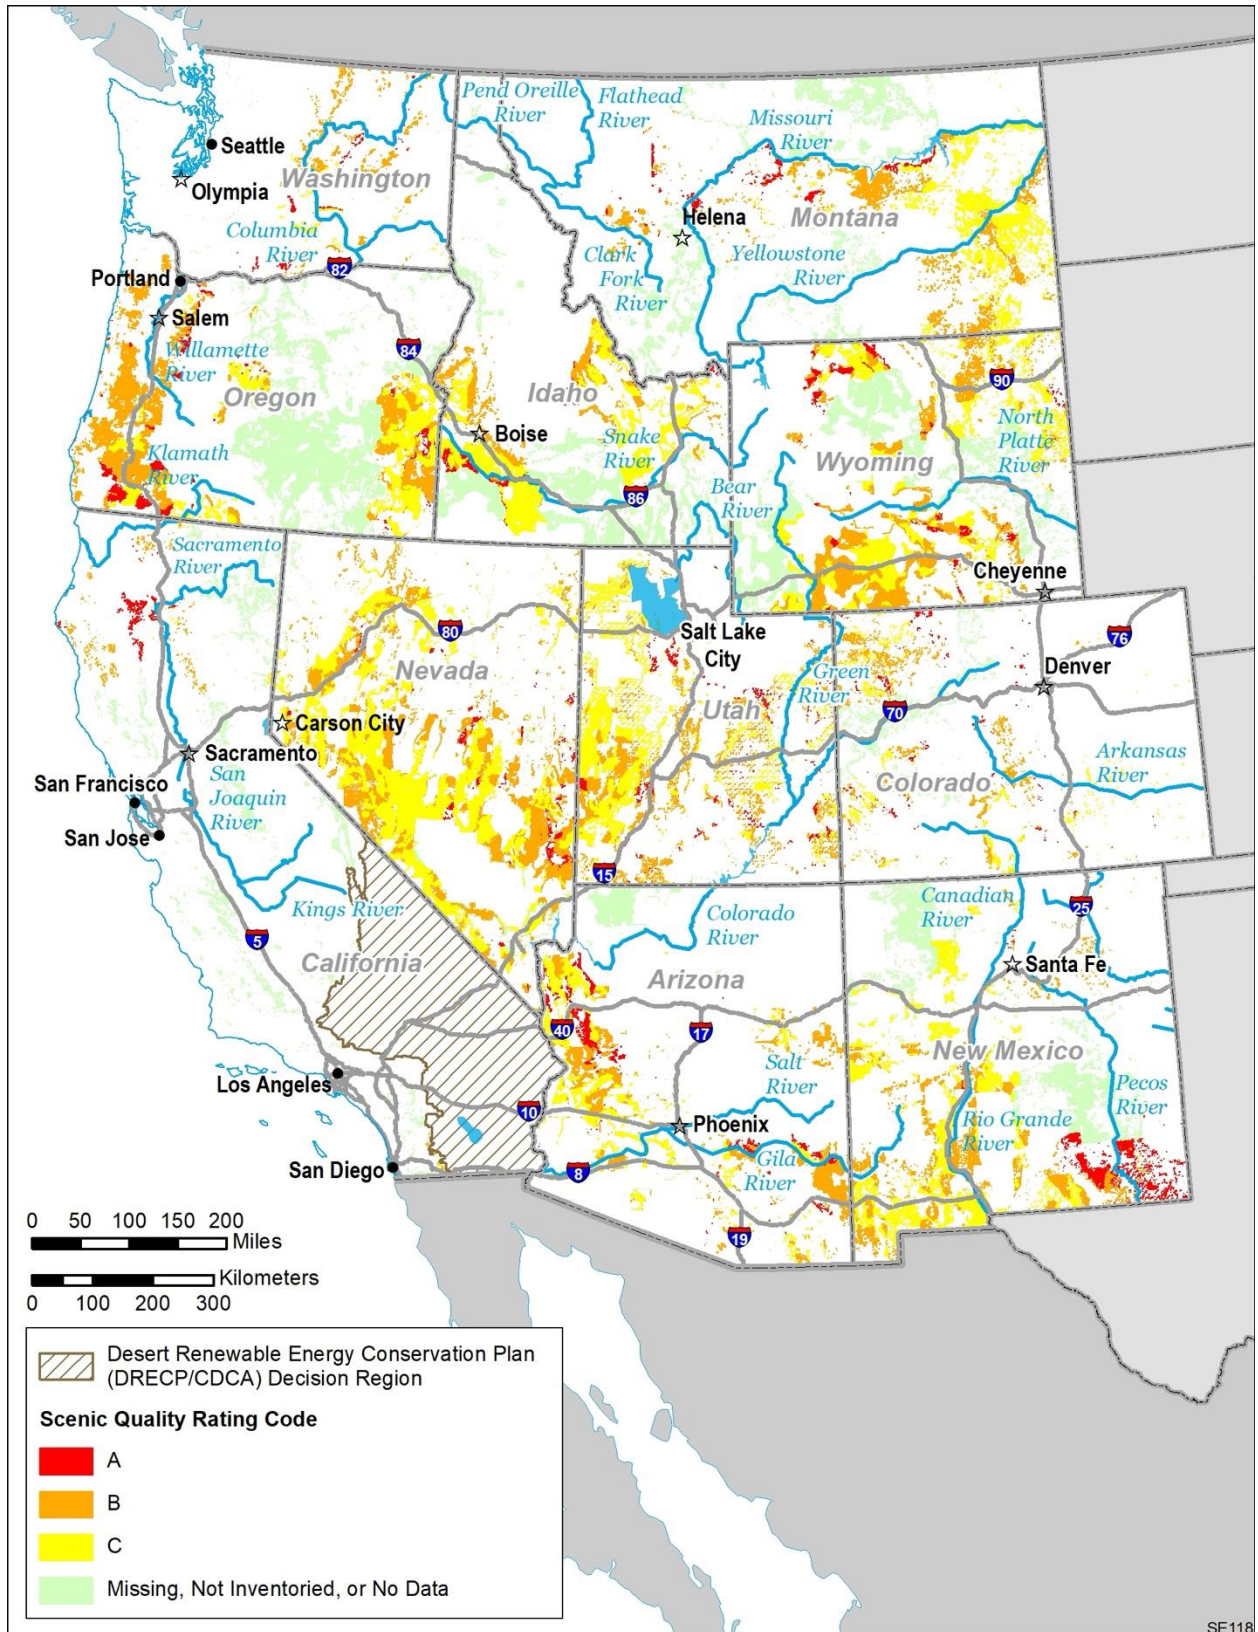 Pend Oreille
River
Flathead
River
Missouri
River
Seattle
Washington
Olympia
Montana
Helena
Columbia
River
Clark
Fork
River
Yellowstone
River
82
Portland
Salem
Willamette
River
84
Oregon
Idaho
90
North
Platte
River
Boise
Snake
River
Wyoming
Klamath
River
86
Bear
River
Sacramento
River
Cheyenne
80
Salt Lake
City
76
Nevada
Green
River
Denver
Utah
70
Carson City
Sacramento
Colorado
Arkansas
River
San Francisco
San
Joaquin
River
San Jose
15
Kings River
Colorado
River
Canadian
River
25
5
California
Arizona
Santa Fe
40
17
New Mexico
Los Angeles
Salt
River
Pecos
River
10
Phoenix
Rio Grande
River
San Diego
8
Gila
River
19
0 50 100 150 200
Miles
Kilometers
0 100 200 300
Desert Renewable Energy Conservation Plan
(DRECP/CDCA) Decision Region
Scenic Quality Rating Code
A
B
C
Missing, Not Inventoried, or No Data
SE118